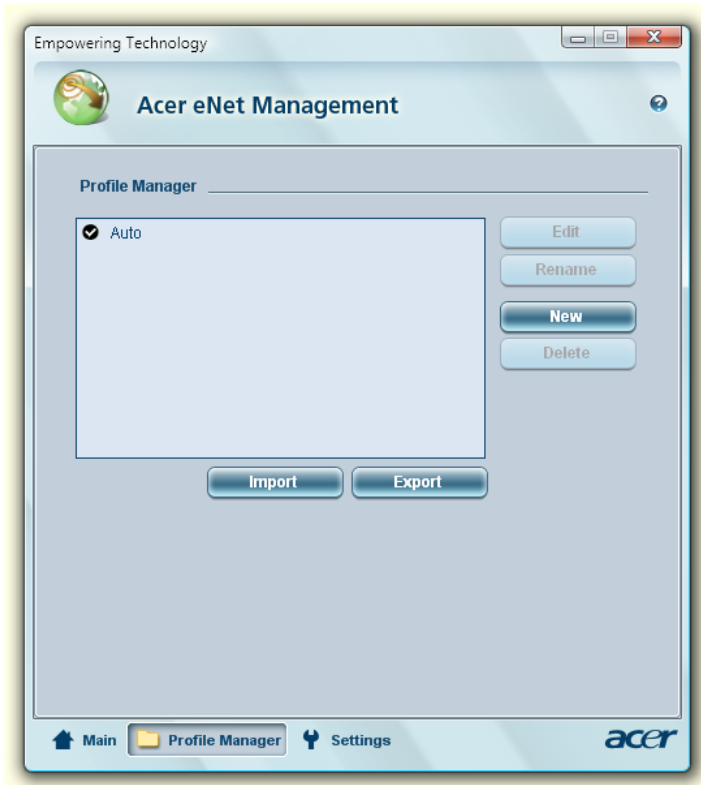 Empowering Technology
Acer eNet Management
Profile Manager
Auto
Edit
Rename
New
Delete
Import
Export
Main
Profile Manager
Settings
acer